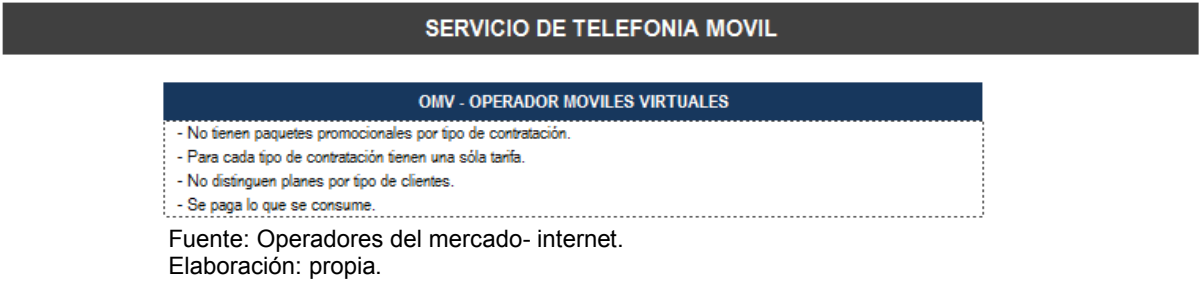 SERVICIO DE TELEFONIA MOVIL
OMV - OPERADOR MOVILES VIRTUALES
- No tienen paquetes promocionales por tipo de contratación.
- Para cada tipo de contratación tienen una sóla tarifa.
- No distinguen planes por tipo de clientes.
- Se paga lo que se consume.
Fuente: Operadores del mercado- internet.
Elaboración: propia.